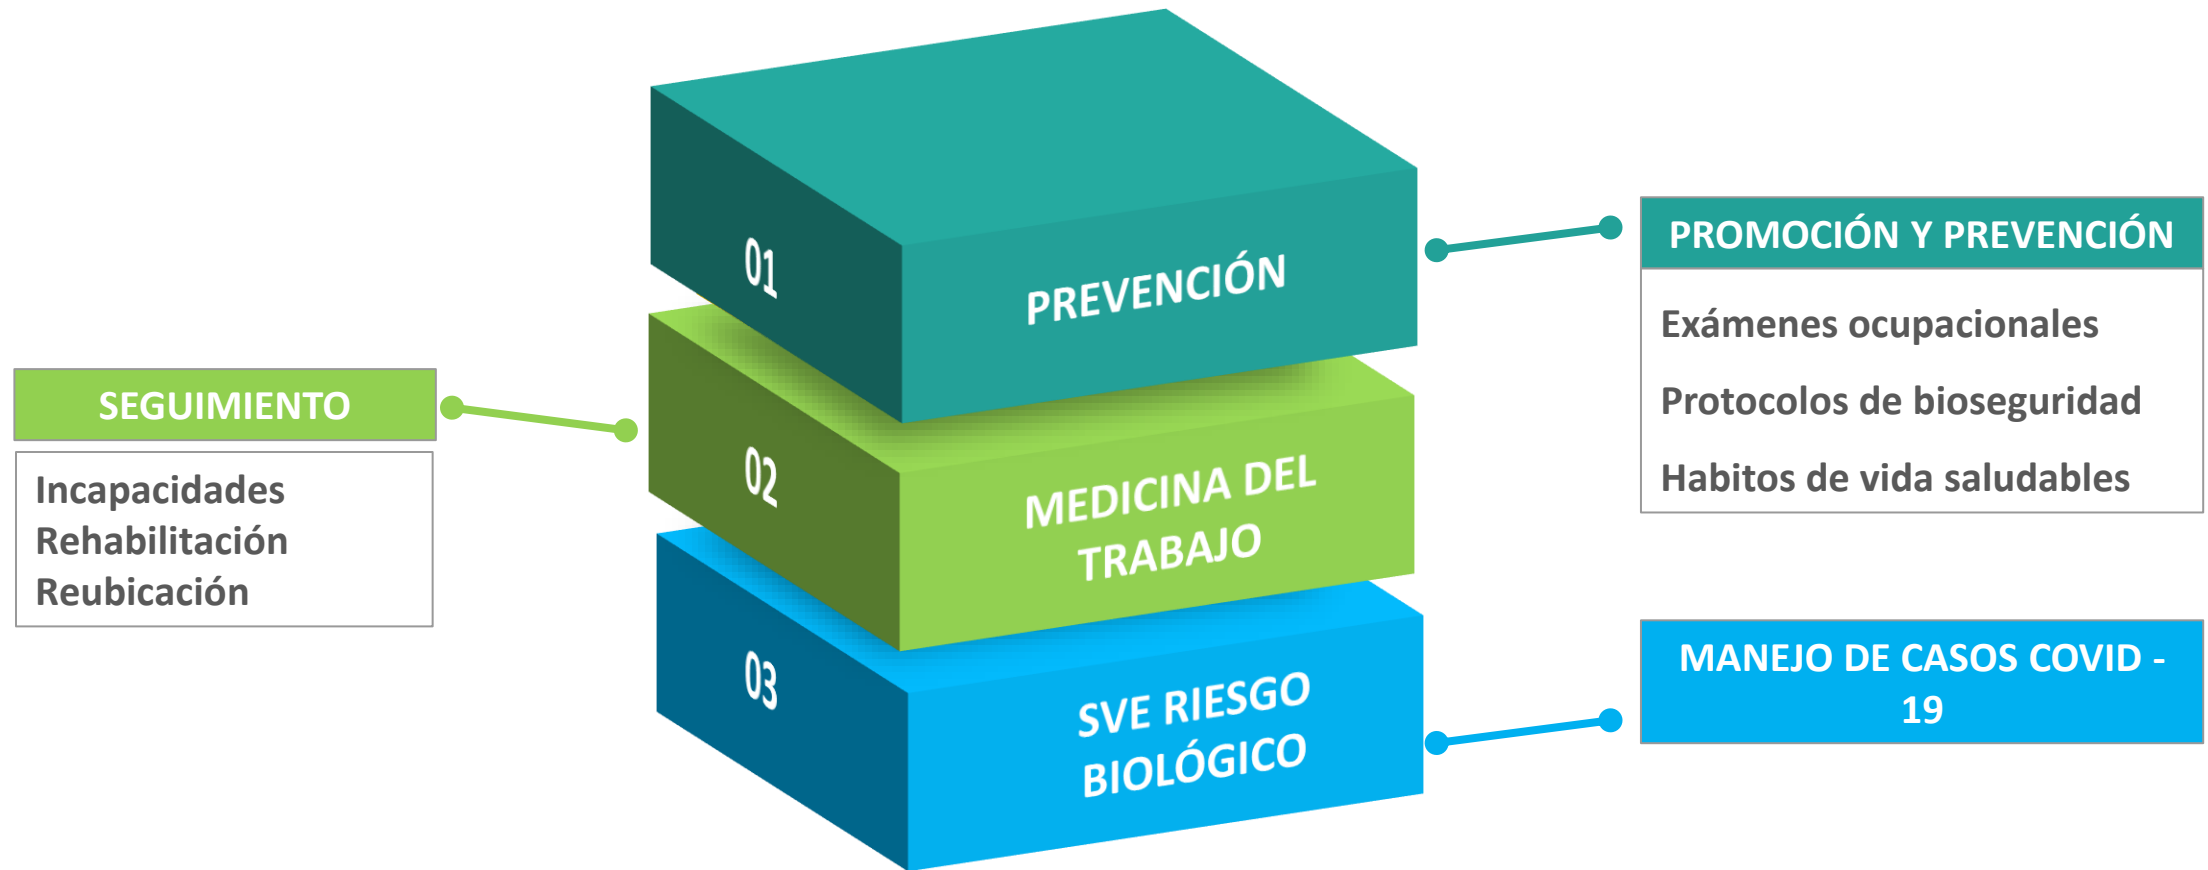 01
PREVENCIÓN
PROMOCIÓN Y PREVENCIÓN
Exámenes ocupacionales
Protocolos de bioseguridad
Habitos de vida saludables
SEGUIMIENTO
Incapacidades
Rehabilitación
Reubicación
02
MEDICINA DEL
TRABAJO
03
SVE RIESGO
BIOLÓGICO
MANEJO DE CASOS COVID -
19